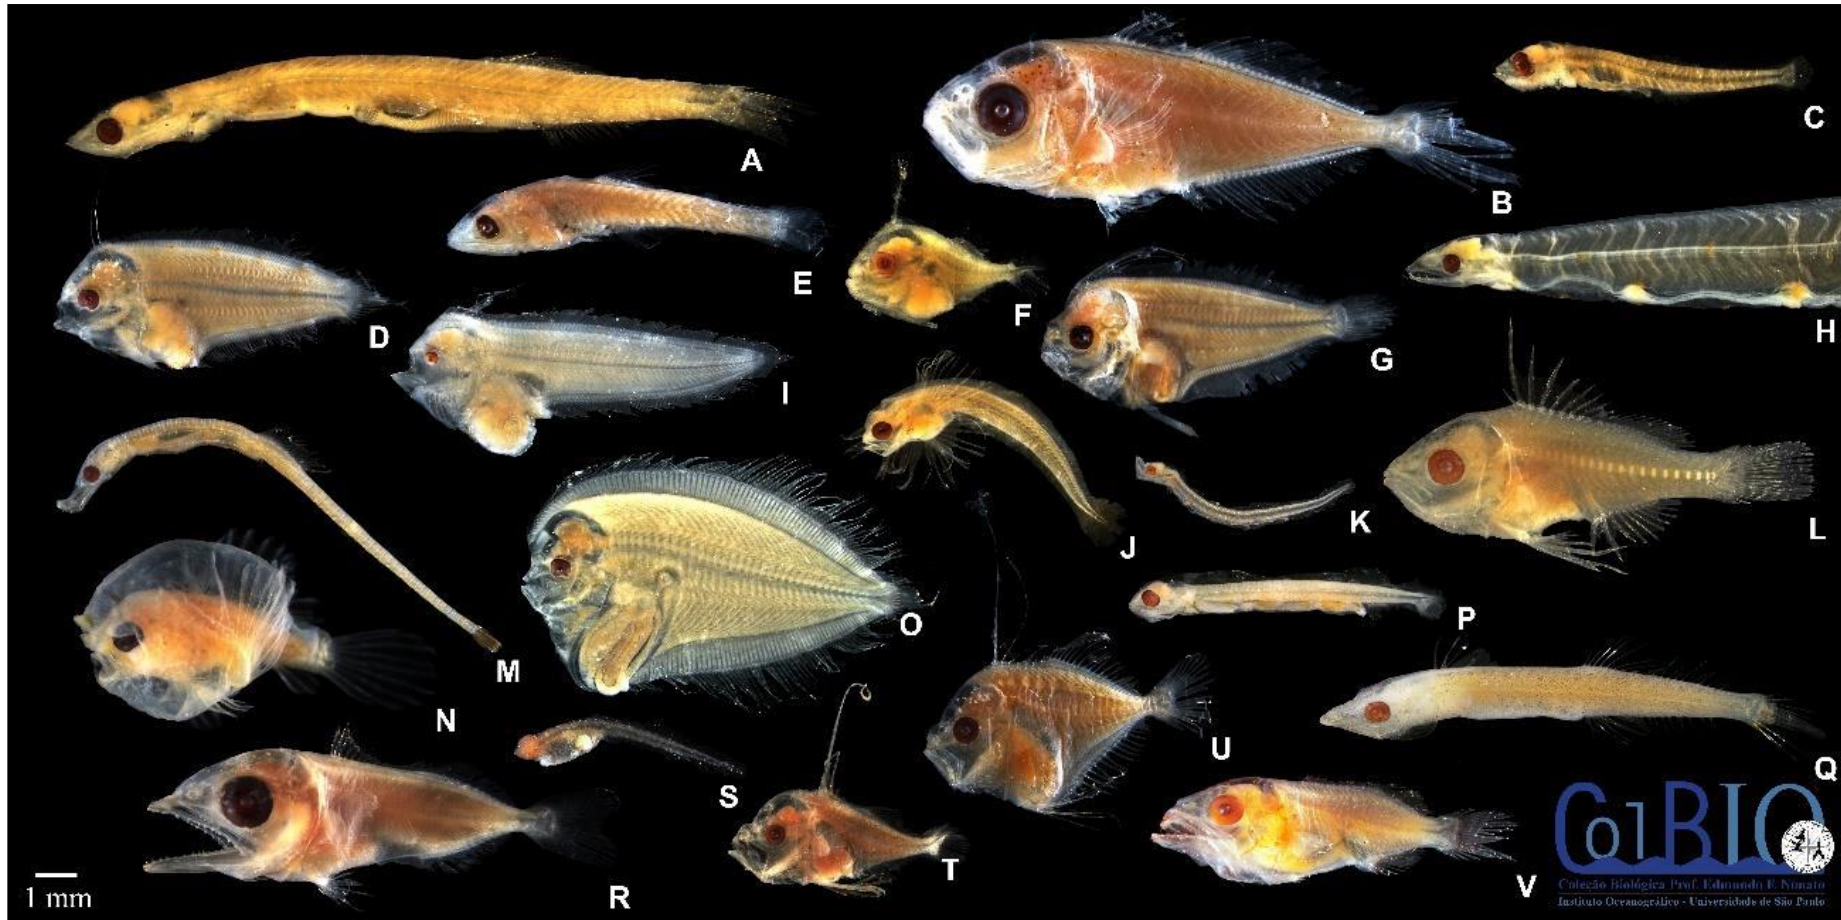 A
B
C
D
E
F
G
H
I
J
K
L
M
N
O
P
Q
R
S
T
U
V
1 mm
ColBIO
Coleção Biológica Prof. Edmundo F. Nonato
Instituto Oceanográfico - Universidade de São Paulo